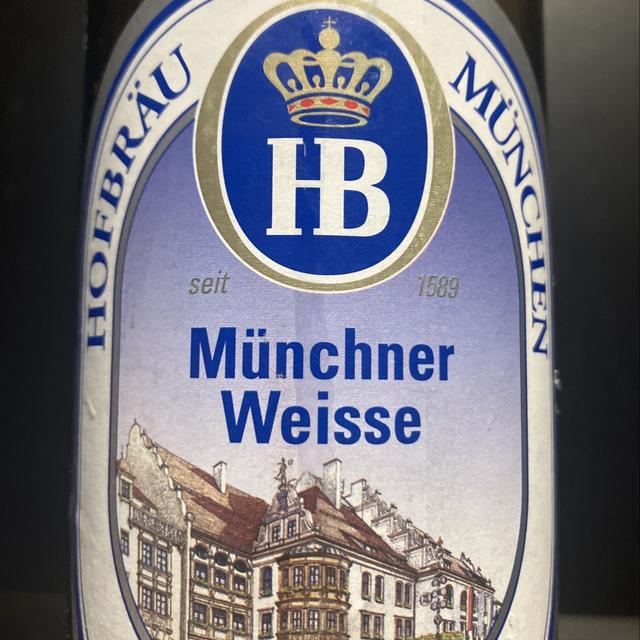 HOFBRÄU MÜNCHEN
HB
seit 1589
Münchner
Weisse